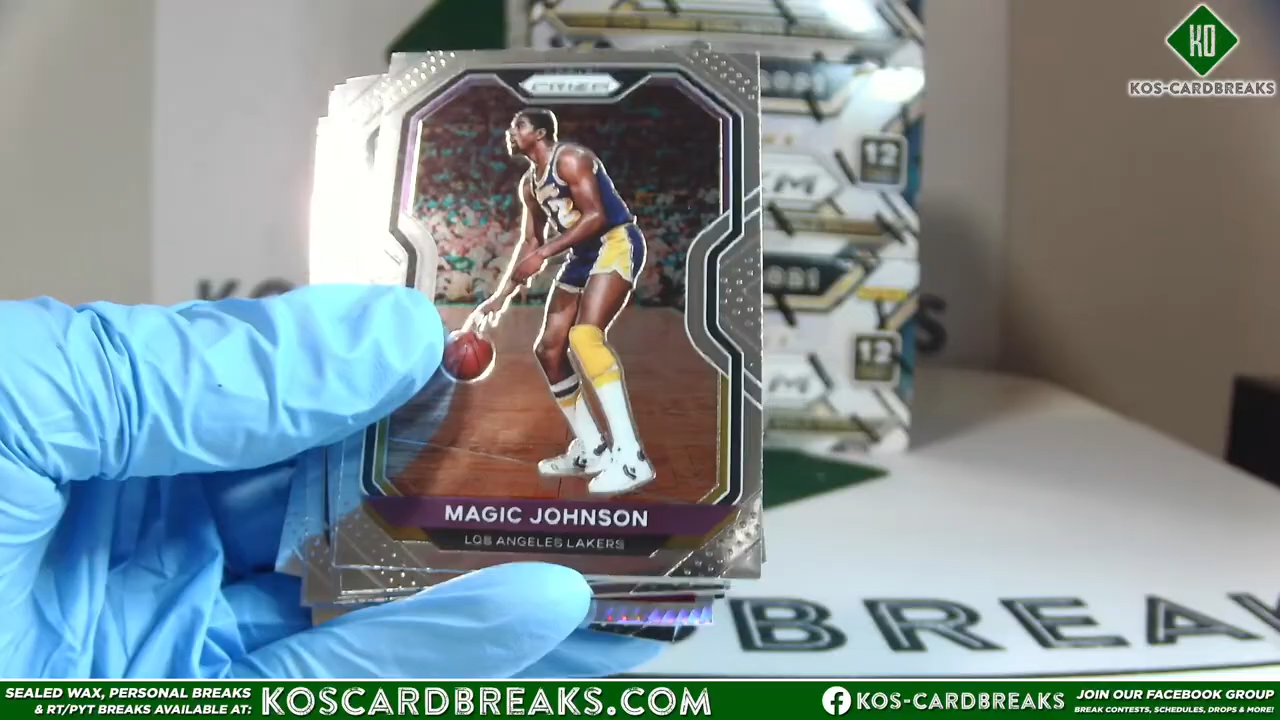 KO
KOS-CARDBREAKS
PRIZM
12
12
MAGIC JOHNSON
LOS ANGELES LAKERS
BREAK
SEALED WAX, PERSONAL BREAKS
& RT/PYT BREAKS AVAILABLE AT:
KOSCARDBREAKS.COM
KOS-CARDBREAKS
JOIN OUR FACEBOOK GROUP
BREAK CONTESTS, SCHEDULES, DROPS & MORE!